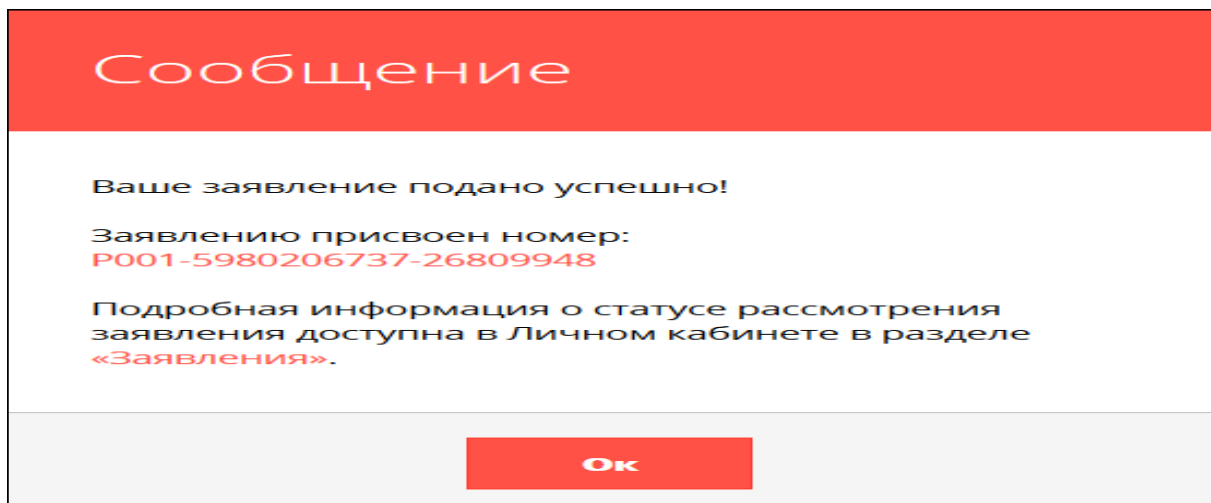 Сообщение
Ваше заявление подано успешно!
Заявлению присвоен номер:
P001-5980206737-26809948
Подробная информация о статусе рассмотрения
заявления доступна в Личном кабинете в разделе
«Заявления».
Ок